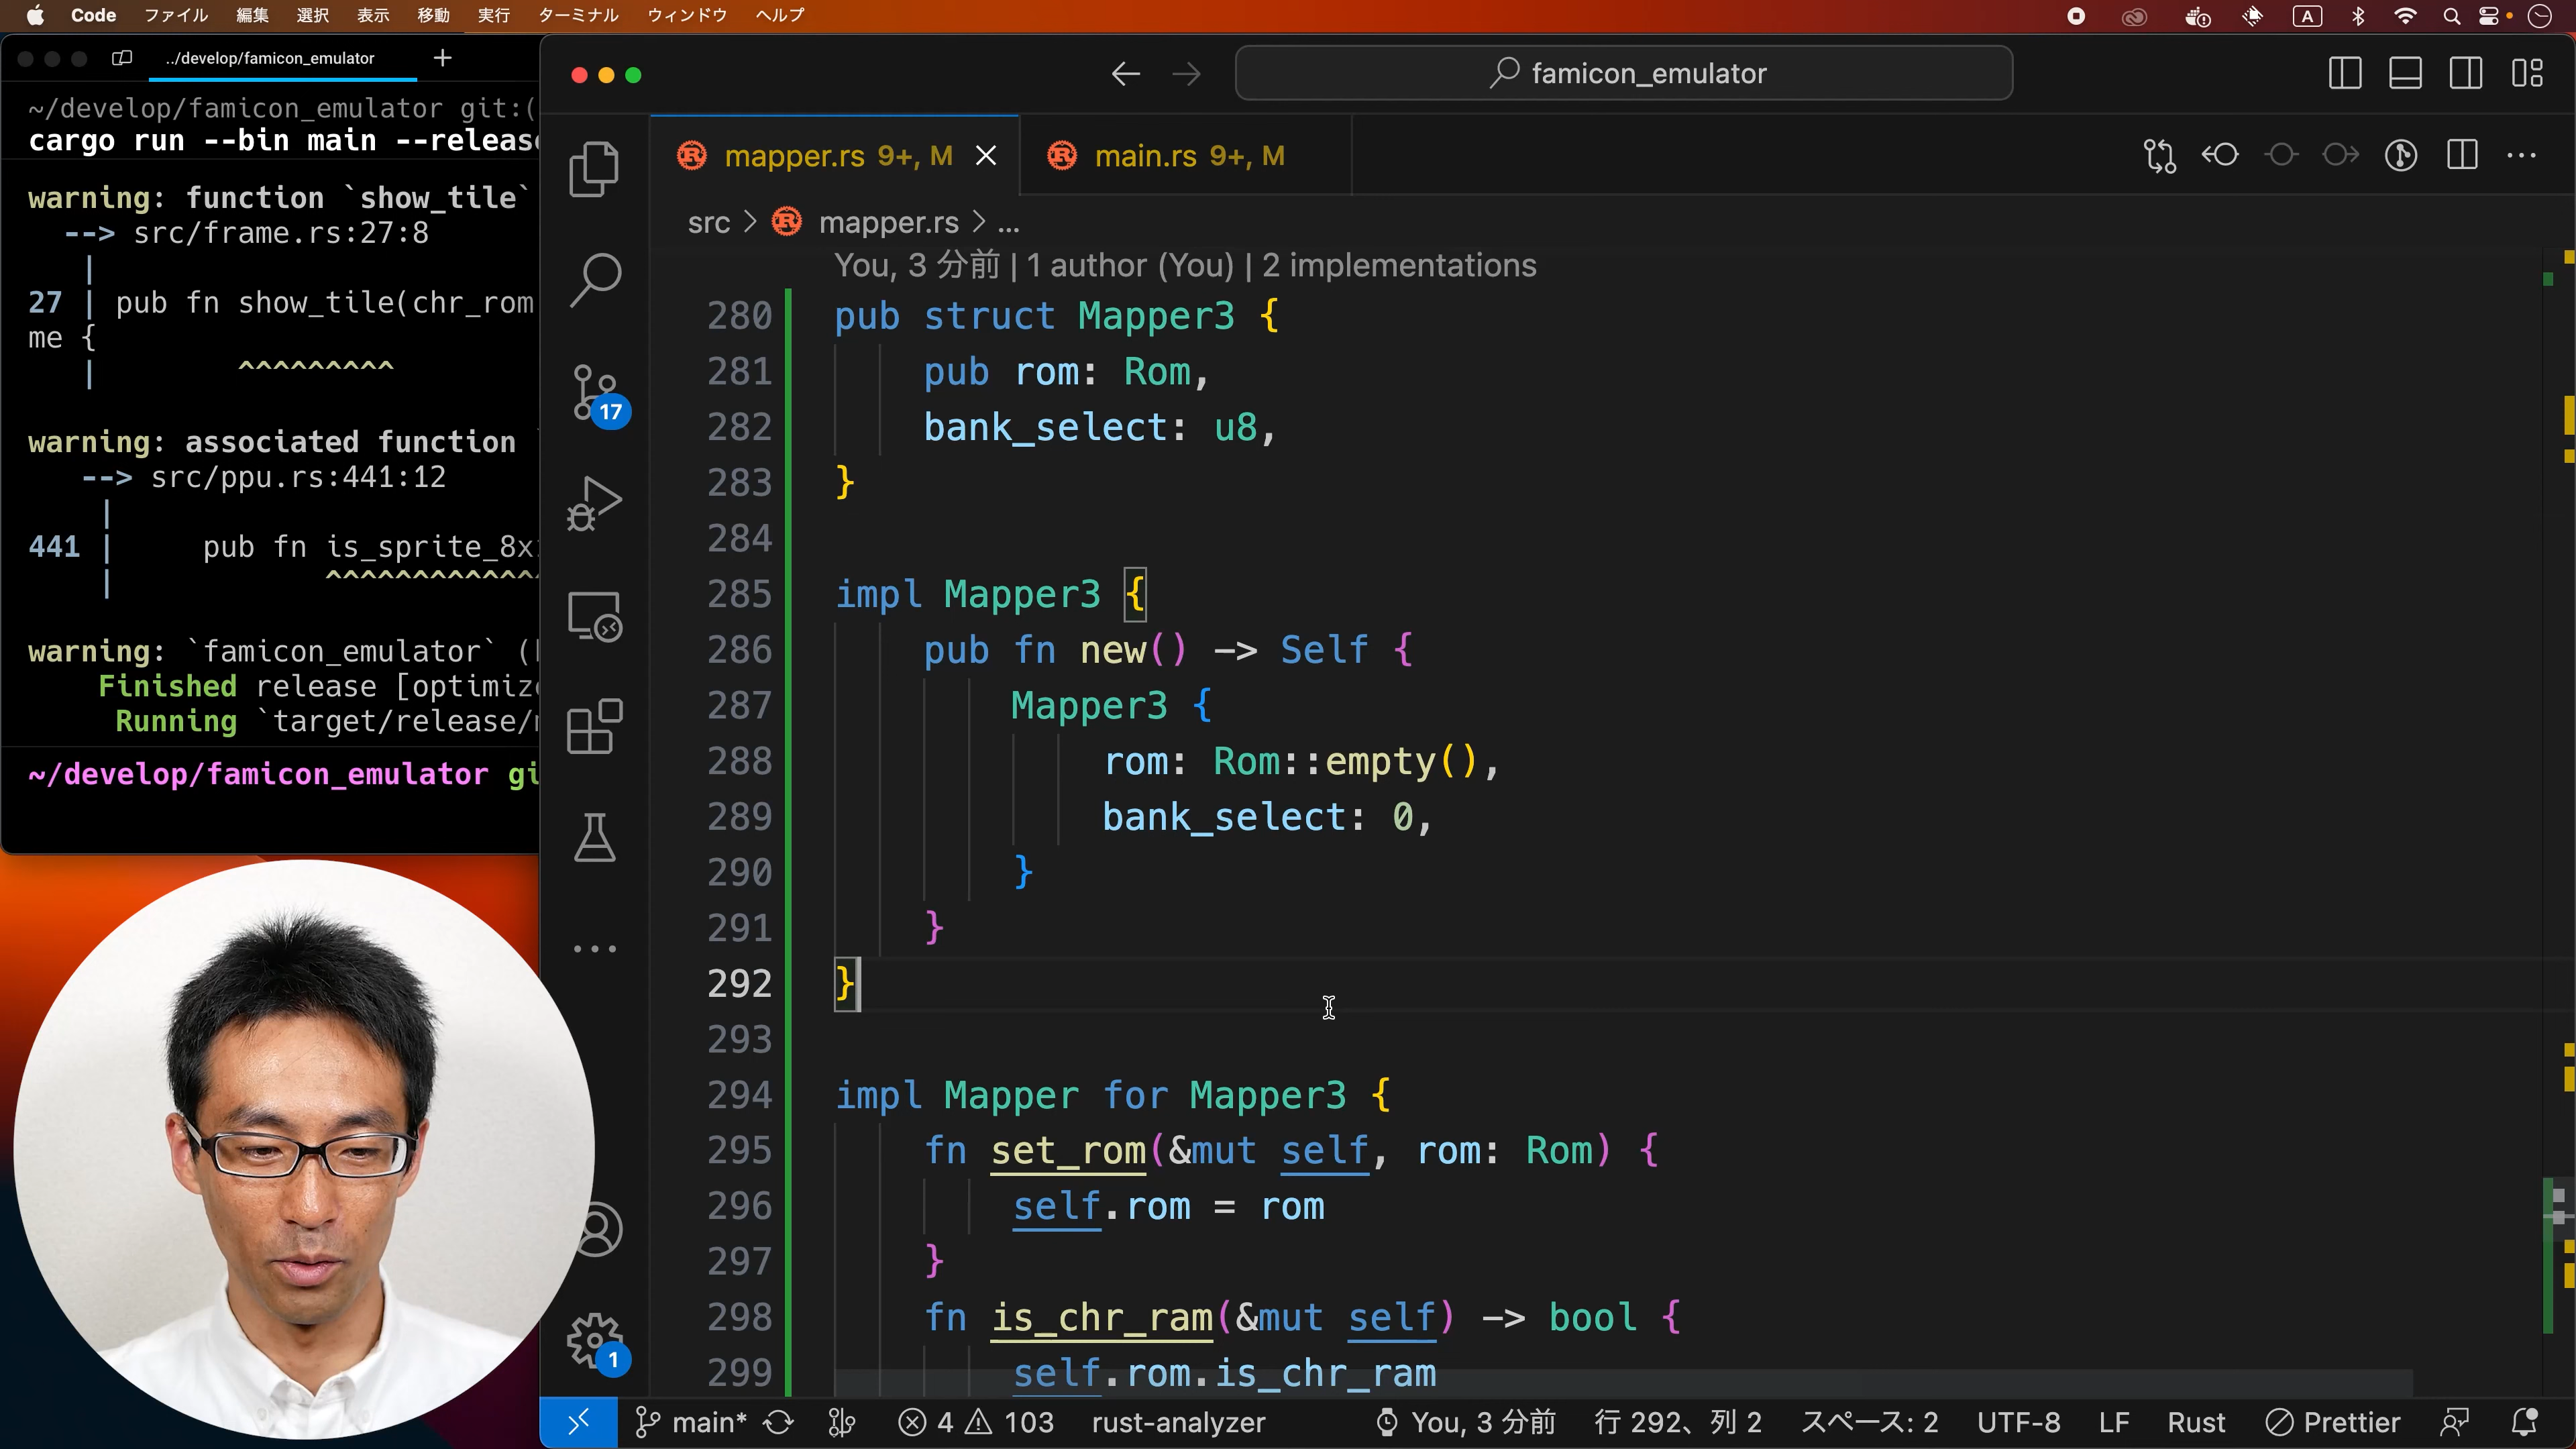 Code ファイル 編集 選択 表示 移動 実行 ターミナル ウィンドウ ヘルプ A
../develop/famicon_emulator +
~/develop/famicon_emulator git:(
cargo run --bin main --release
warning: function `show_tile`
--> src/frame.rs:27:8
|
27 | pub fn show_tile(chr_rom
me {
| ^^^^^^^^^
warning: associated function `
--> src/ppu.rs:441:12
|
441 | pub fn is_sprite_8x
| ^^^^^^^^^^^^
warning: `famicon_emulator` (
Finished release [optimize
Running `target/release/
~/develop/famicon_emulator gi
famicon_emulator
mapper.rs 9+, M
main.rs 9+, M
src > mapper.rs > ...
17
1
You, 3 分前 | 1 author (You) | 2 implementations
280 pub struct Mapper3 {
281 pub rom: Rom,
282 bank_select: u8,
283 }
284
285 impl Mapper3 {
286 pub fn new() -> Self {
287 Mapper3 {
288 rom: Rom::empty(),
289 bank_select: 0,
290 }
291 }
292 }
293
294 impl Mapper for Mapper3 {
295 fn set_rom(&mut self, rom: Rom) {
296 self.rom = rom
297 }
298 fn is_chr_ram(&mut self) -> bool {
299 self.rom.is_chr_ram
main* 4 103 rust-analyzer You, 3 分前 行 292、列 2 スペース: 2 UTF-8 LF Rust Prettier